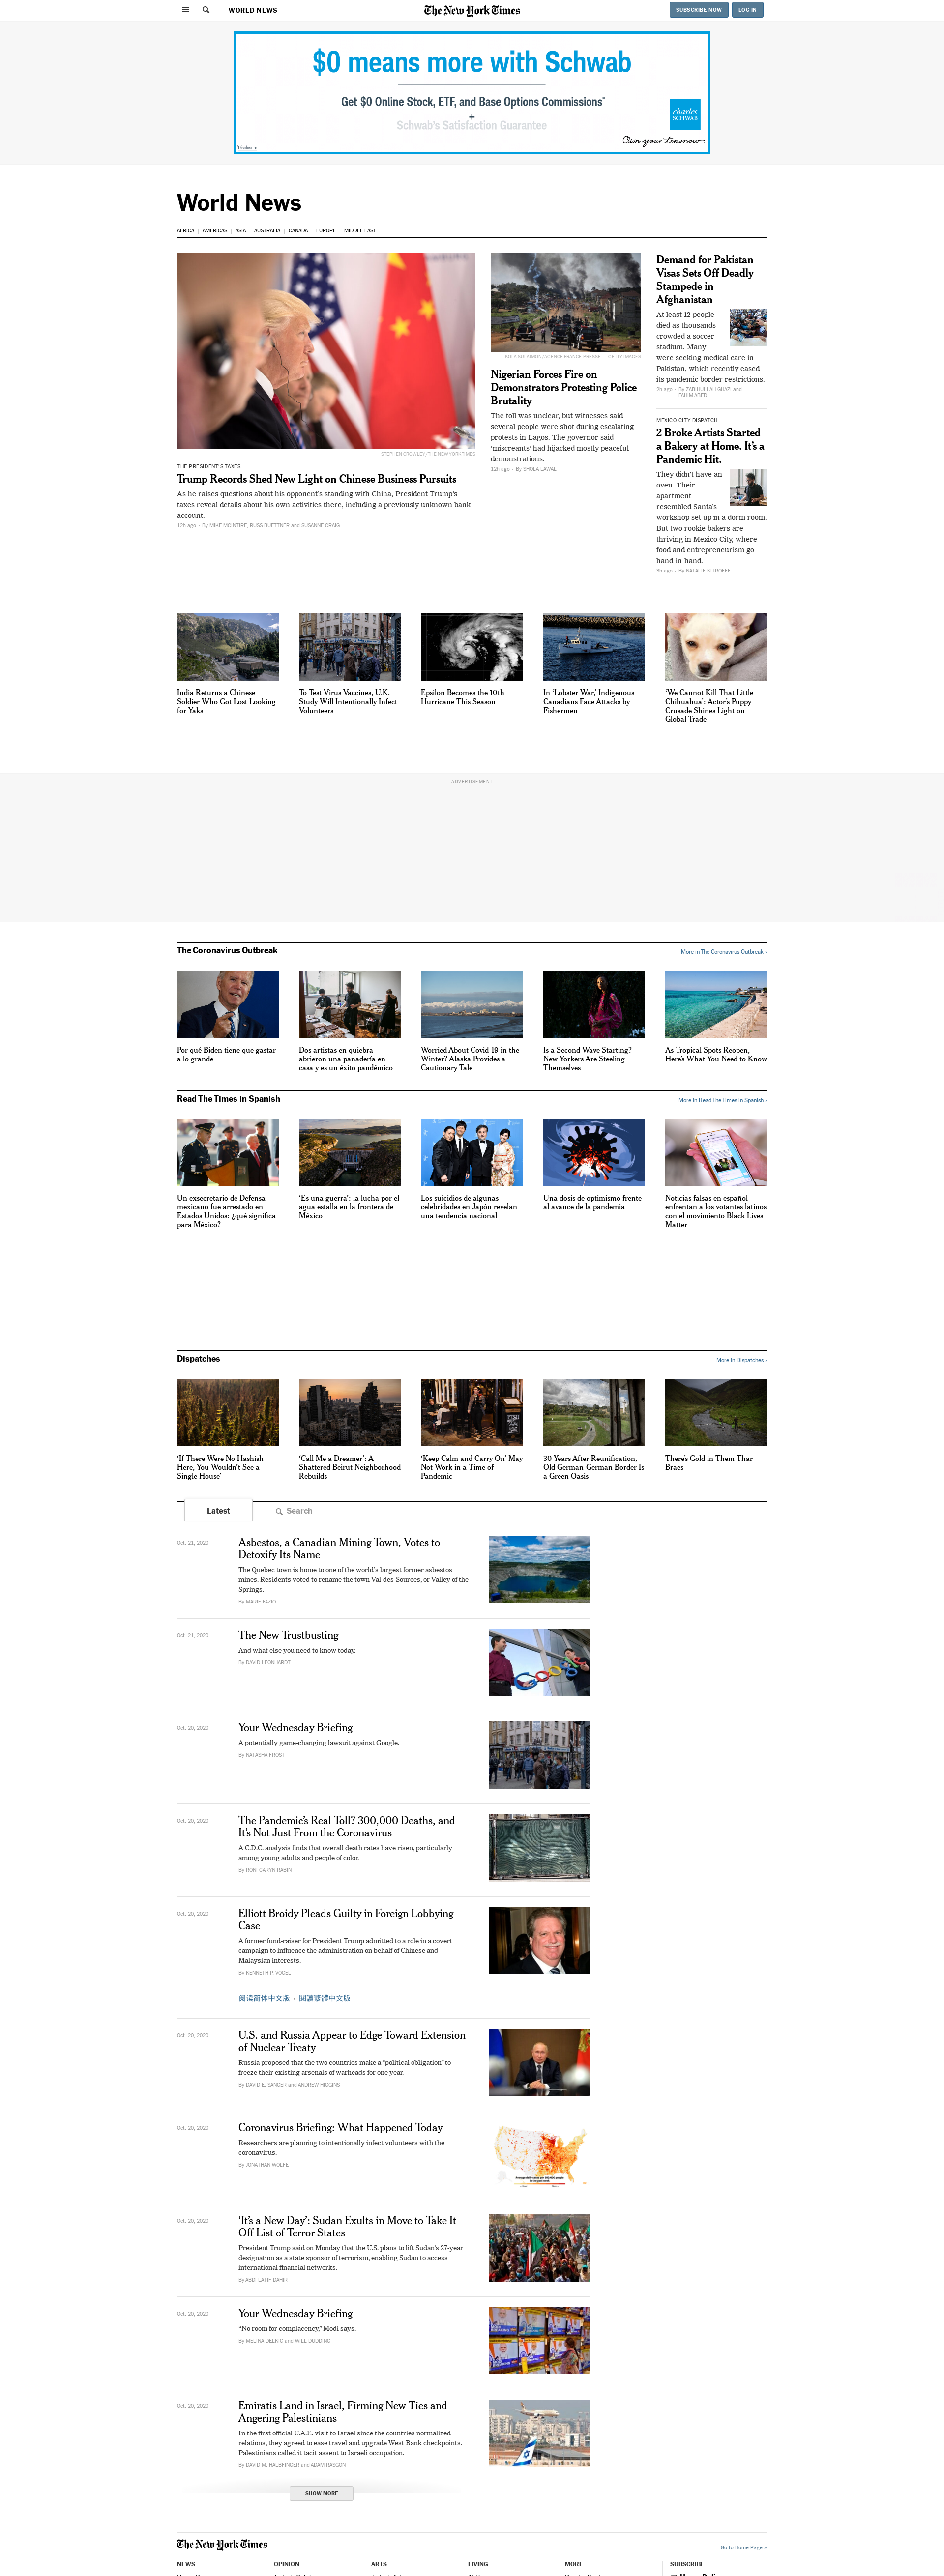 WORLD NEWS
The New York Times
SUBSCRIBE NOW
LOG IN
$0 means more with Schwab
Get $0 Online Stock, ETF, and Base Options Commissions*
+
Schwab's Satisfaction Guarantee
charles
SCHWAB
Own your tomorrow
Disclosure
World News
AFRICA
AMERICAS
ASIA
AUSTRALIA
CANADA
EUROPE
MIDDLE EAST
STEPHEN CROWLEY/THE NEW YORK TIMES
THE PRESIDENT'S TAXES
Trump Records Shed New Light on Chinese Business Pursuits
As he raises questions about his opponent's standing with China, President Trump's
taxes reveal details about his own activities there, including a previously unknown bank
account.
12h ago – By MIKE MCINTIRE, RUSS BUETTNER and SUSANNE CRAIG
Nigerian Forces Fire on
Demonstrators Protesting Police
Brutality
The toll was unclear, but witnesses said
several people were shot during escalating
protests in Lagos. The governor said
'miscreants' had hijacked mostly peaceful
demonstrations.
12h ago – By SHOLA LAWAL
Demand for Pakistan
Visas Sets Off Deadly
Stampede in
Afghanistan
At least 12 people
died as thousands
crowded a soccer
stadium. Many
were seeking medical care in
Pakistan, which recently eased
its pandemic border restrictions.
2h ago – By ZABIHULLAH GHAZI and
FAHIM ABED
MEXICO CITY DISPATCH
2 Broke Artists Started
a Bakery at Home. It's a
Pandemic Hit.
They didn't have an
oven. Their
apartment
resembled Santa's
workshop set up in a dorm room.
But two rookie bakers are
thriving in Mexico City, where
food and entrepreneurism go
hand-in-hand.
3h ago – By NATALIE KITROEFF
India Returns a Chinese
Soldier Who Got Lost Looking
for Yaks
To Test Virus Vaccines, U.K.
Study Will Intentionally Infect
Volunteers
Epsilon Becomes the 10th
Hurricane This Season
In 'Lobster War,' Indigenous
Canadians Face Attacks by
Fishermen
'We Cannot Kill That Little
Chihuahua': Actor's Puppy
Crusade Shines Light on
Global Trade
ADVERTISEMENT
The Coronavirus Outbreak
More in The Coronavirus Outbreak ›
Por qué Biden tiene que gastar
a lo grande
Dos artistas en quiebra
abrieron una panadería en
casa y es un éxito pandémico
Worried About Covid-19 in the
Winter? Alaska Provides a
Cautionary Tale
Is a Second Wave Starting?
New Yorkers Are Steeling
Themselves
As Tropical Spots Reopen,
Here's What You Need to Know
Read The Times in Spanish
More in Read The Times in Spanish ›
Un exsecretario de Defensa
mexicano fue arrestado en
Estados Unidos: ¿qué significa
para México?
'Es una guerra': la lucha por el
agua estalla en la frontera de
México
Los suicidios de algunas
celebridades en Japón revelan
una tendencia nacional
Una dosis de optimismo frente
al avance de la pandemia
Noticias falsas en español
enfrentan a los votantes latinos
con el movimiento Black Lives
Matter
Dispatches
More in Dispatches ›
'If There Were No Hashish
Here, You Wouldn't See a
Single House'
'Call Me a Dreamer': A
Shattered Beirut Neighborhood
Rebuilds
'Keep Calm and Carry On' May
Not Work in a Time of
Pandemic
30 Years After Reunification,
Old German-German Border Is
a Green Oasis
There's Gold in Them Thar
Braes
Latest
Search
Oct. 21, 2020
Asbestos, a Canadian Mining Town, Votes to
Detoxify Its Name
The Quebec town is home to one of the world's largest former asbestos
mines. Residents voted to rename the town Val-des-Sources, or Valley of the
Springs.
By MARIE FAZIO
Oct. 21, 2020
The New Trustbusting
And what else you need to know today.
By DAVID LEONHARDT
Oct. 20, 2020
Your Wednesday Briefing
A potentially game-changing lawsuit against Google.
By NATASHA FROST
Oct. 20, 2020
The Pandemic's Real Toll? 300,000 Deaths, and
It's Not Just From the Coronavirus
A C.D.C. analysis finds that overall death rates have risen, particularly
among young adults and people of color.
By RONI CARYN RABIN
Oct. 20, 2020
Elliott Broidy Pleads Guilty in Foreign Lobbying
Case
A former fund-raiser for President Trump admitted to a role in a covert
campaign to influence the administration on behalf of Chinese and
Malaysian interests.
By KENNETH P. VOGEL
阅读简体中文版 · 閱讀繁體中文版
Oct. 20, 2020
U.S. and Russia Appear to Edge Toward Extension
of Nuclear Treaty
Russia proposed that the two countries make a "political obligation" to
freeze their existing arsenals of warheads for one year.
By DAVID E. SANGER and ANDREW HIGGINS
Oct. 20, 2020
Coronavirus Briefing: What Happened Today
Researchers are planning to intentionally infect volunteers with the
coronavirus.
By JONATHAN WOLFE
Oct. 20, 2020
'It's a New Day': Sudan Exults in Move to Take It
Off List of Terror States
President Trump said on Monday that the U.S. plans to lift Sudan's 27-year
designation as a state sponsor of terrorism, enabling Sudan to access
international financial networks.
By ABDI LATIF DAHIR
Oct. 20, 2020
Your Wednesday Briefing
"No room for complacency," Modi says.
By MELINA DELKIC and WILL DUDDING
Oct. 20, 2020
Emiratis Land in Israel, Firming New Ties and
Angering Palestinians
In the first official U.A.E. visit to Israel since the countries normalized
relations, they agreed to ease travel and upgrade West Bank checkpoints.
Palestinians called it tacit assent to Israeli occupation.
By DAVID M. HALBFINGER and ADAM RASGON
SHOW MORE
The New York Times
Go to Home Page »
NEWS
OPINION
ARTS
LIVING
MORE
SUBSCRIBE